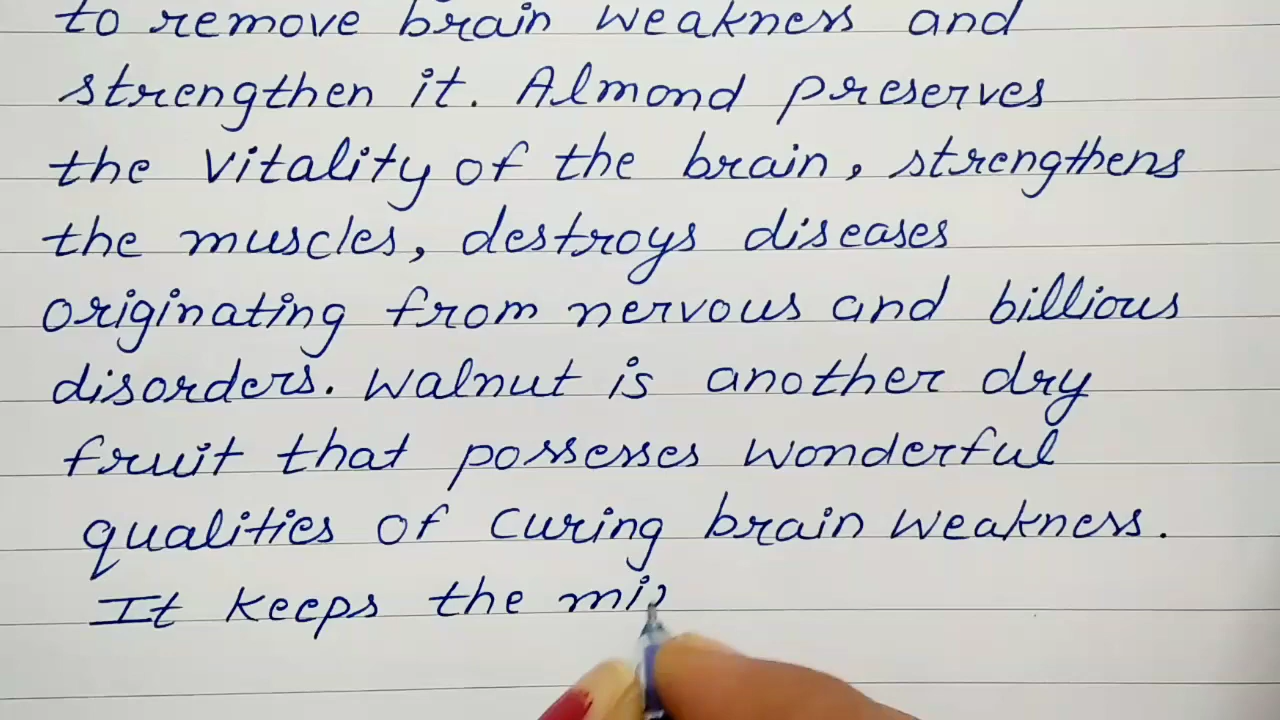 to remove brain weakness and
strengthen it. Almond preserves
the vitality of the brain, strengthens
the muscles, destroys diseases
originating from nervous and billious
disorders. Walnut is another dry
fruit that possesses wonderful
qualities of curing brain weakness.
It keeps the